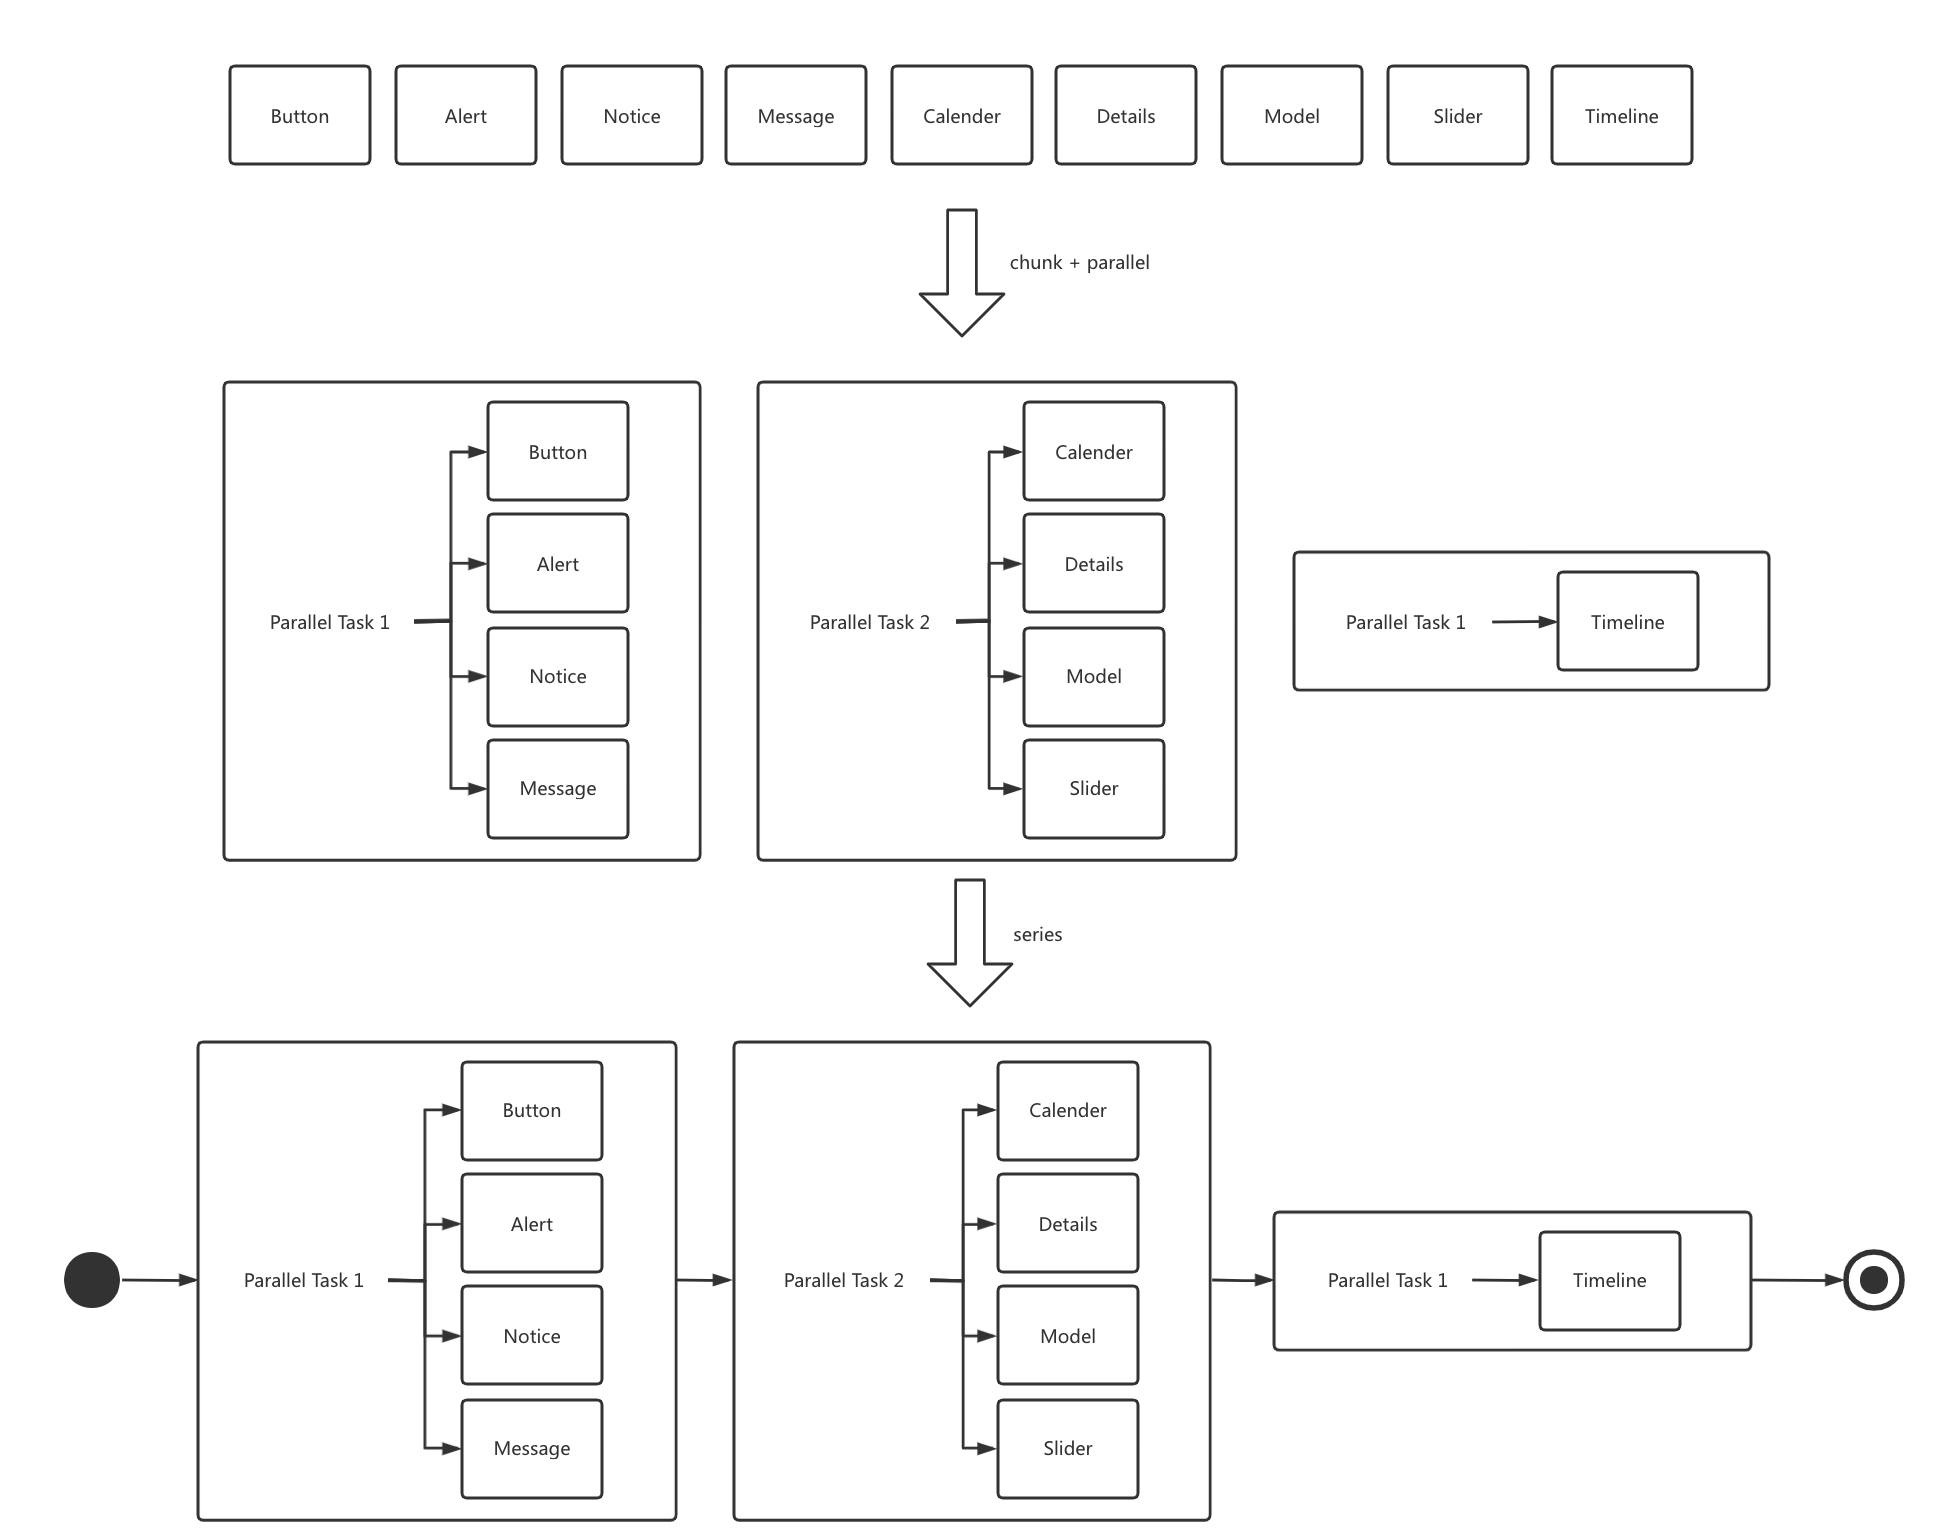 Button
Alert
Notice
Message
Calender
Details
Model
Slider
Timeline
chunk + parallel
Parallel Task 1
Button
Alert
Notice
Message
Parallel Task 2
Calender
Details
Model
Slider
Parallel Task 1
Timeline
series
Parallel Task 1
Button
Alert
Notice
Message
Parallel Task 2
Calender
Details
Model
Slider
Parallel Task 1
Timeline